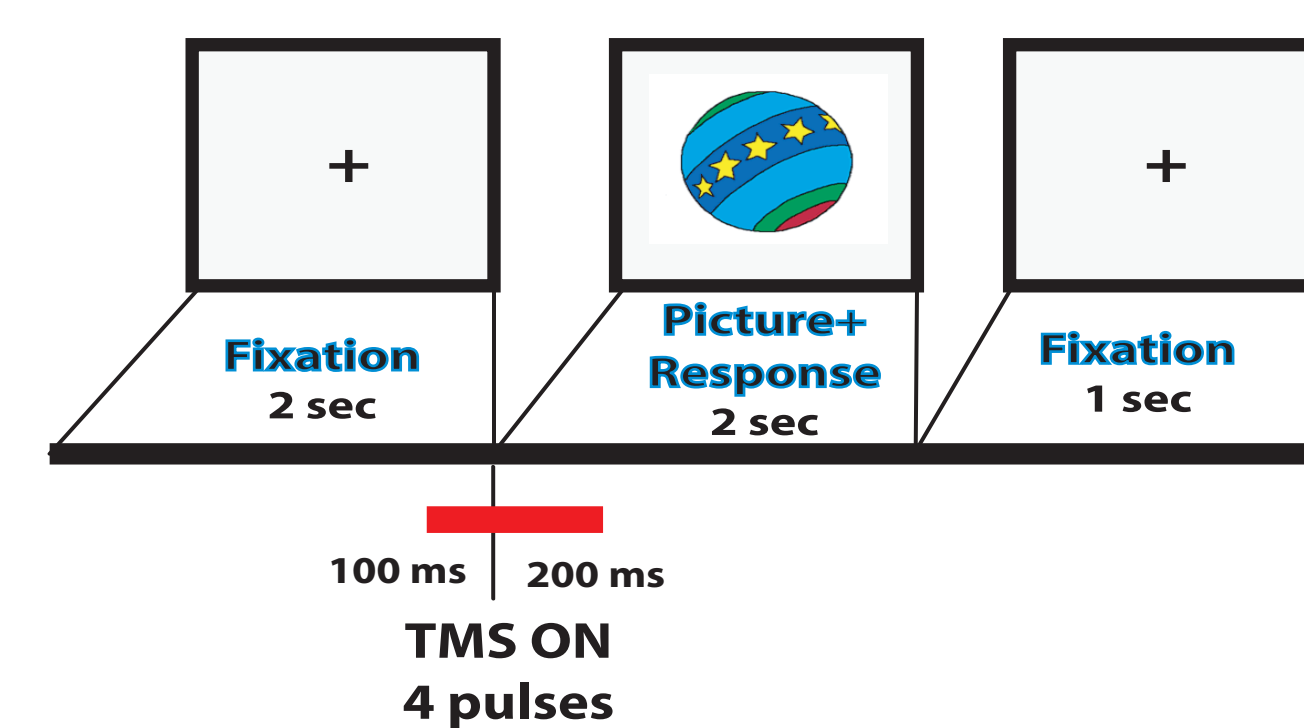 +
+
Fixation
2 sec
Picture+
Response
2 sec
Fixation
1 sec
100 ms
200 ms
TMS ON
4 pulses